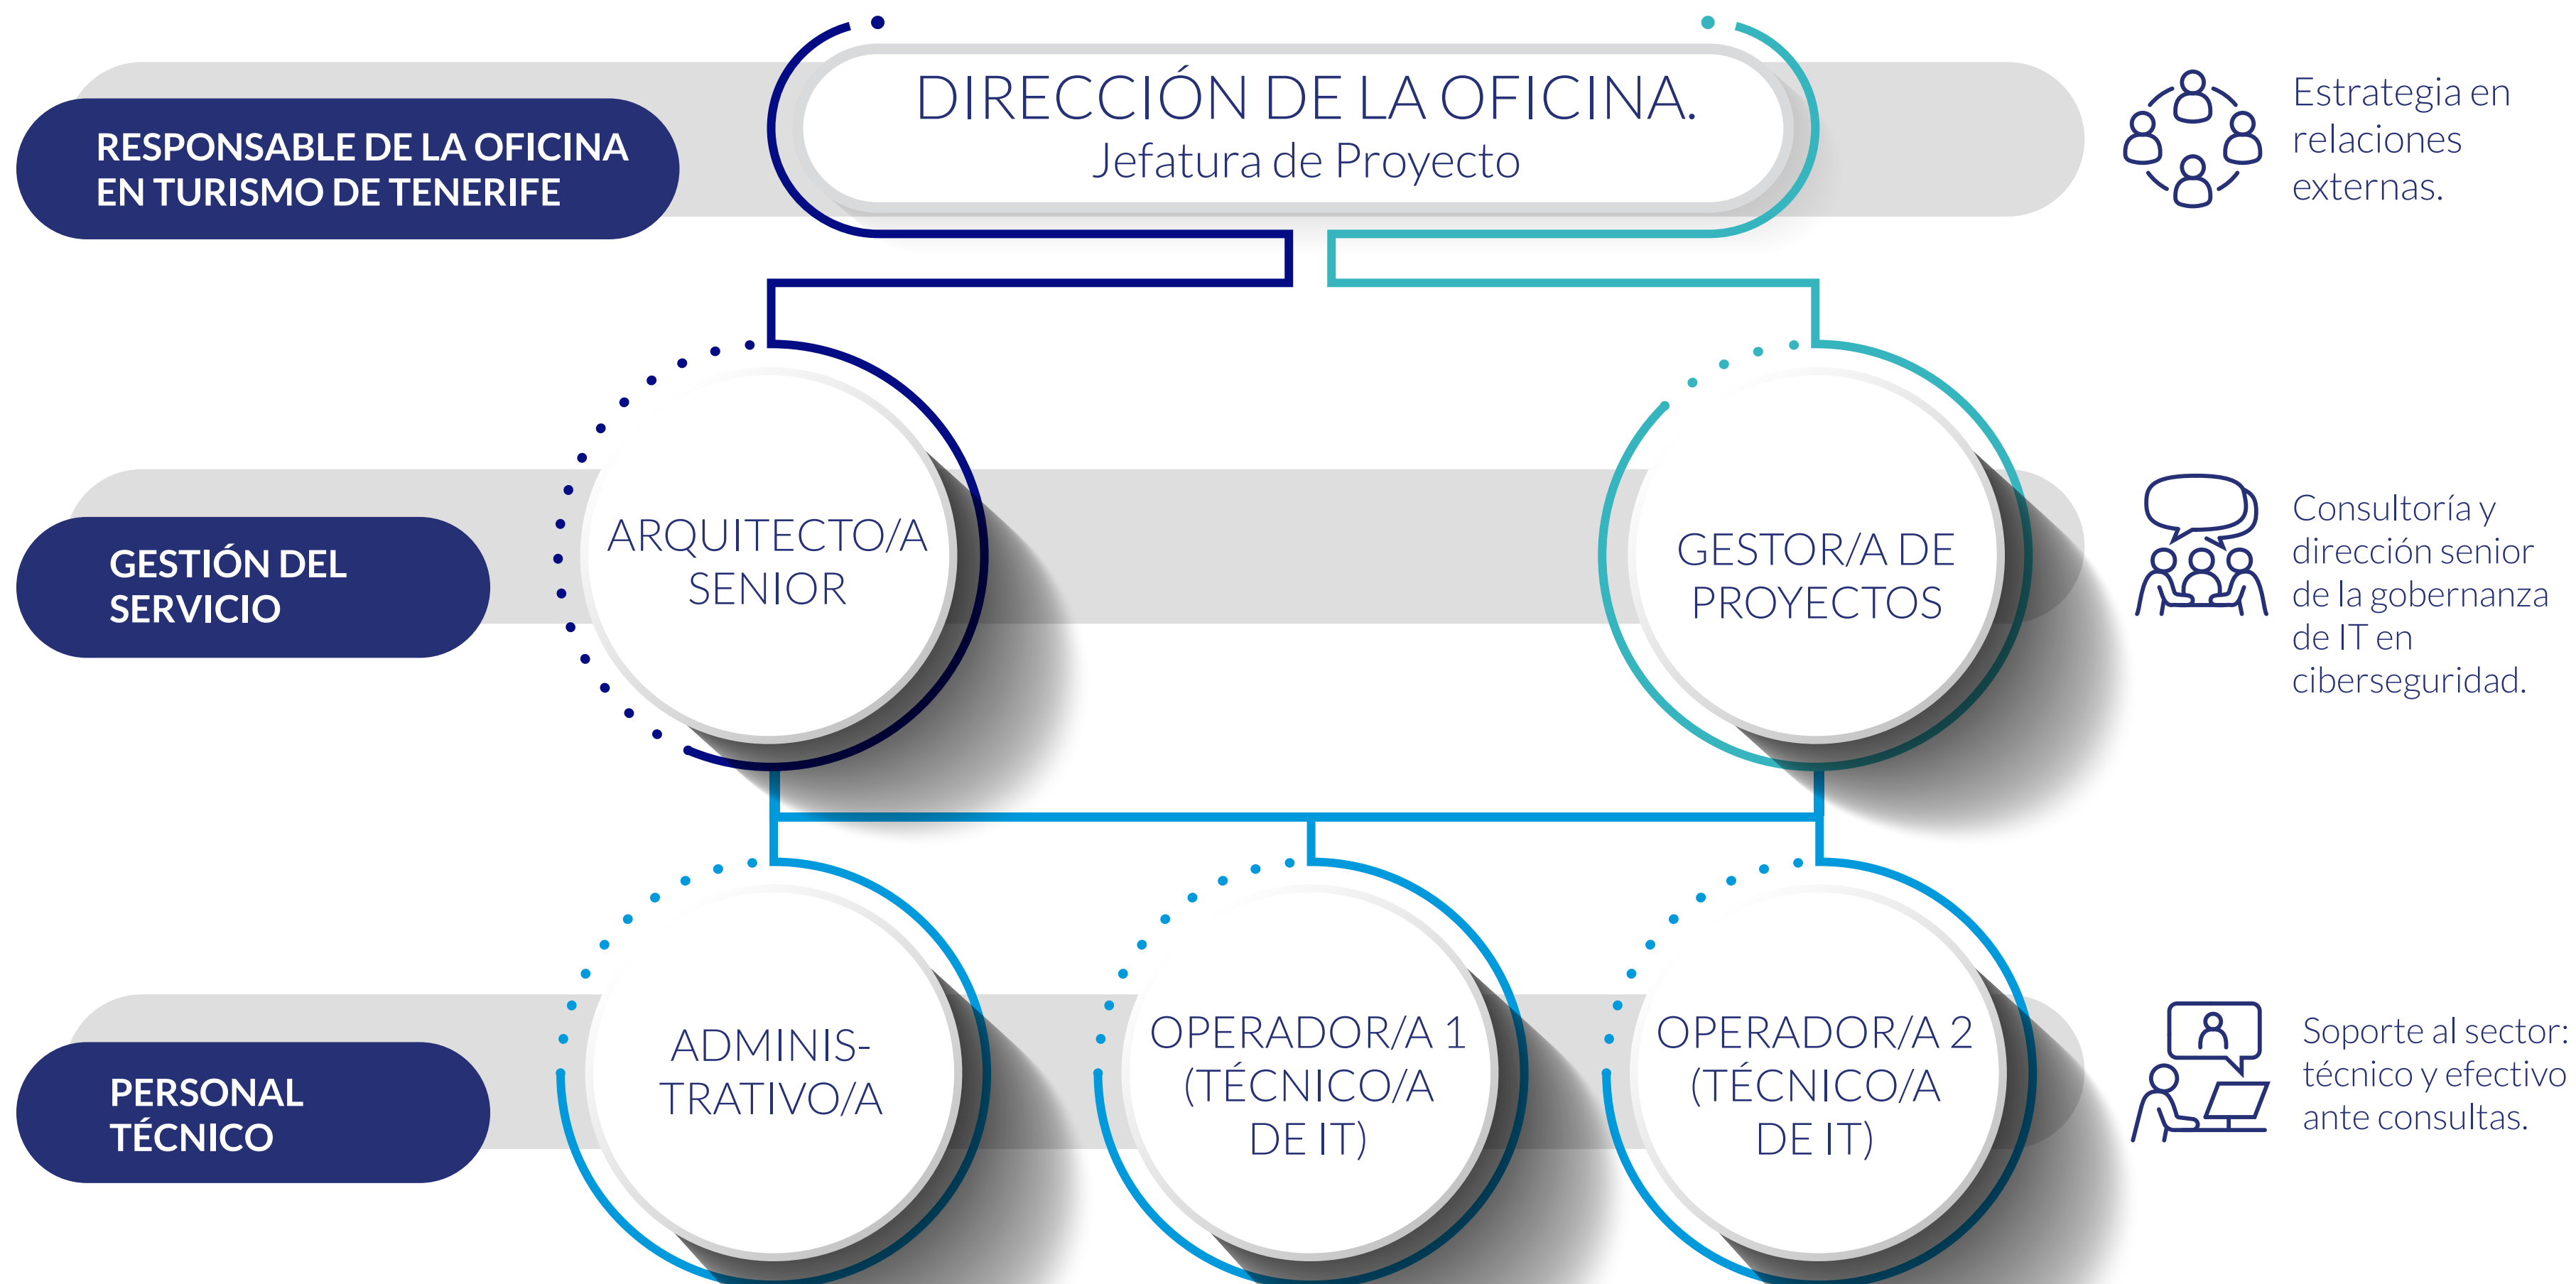 RESPONSABLE DE LA OFICINA
EN TURISMO DE TENERIFE
DIRECCIÓN DE LA OFICINA.
Jefatura de Proyecto
Estrategia en
relaciones
externas.
GESTIÓN DEL
SERVICIO
ARQUITECTO/A
SENIOR
GESTOR/A DE
PROYECTOS
Consultoría y
dirección senior
de la gobernanza
de IT en
ciberseguridad.
PERSONAL
TÉCNICO
ADMINIS-
TRATIVO/A
OPERADOR/A 1
(TÉCNICO/A
DE IT)
OPERADOR/A 2
(TÉCNICO/A
DE IT)
Soporte al sector:
técnico y efectivo
ante consultas.